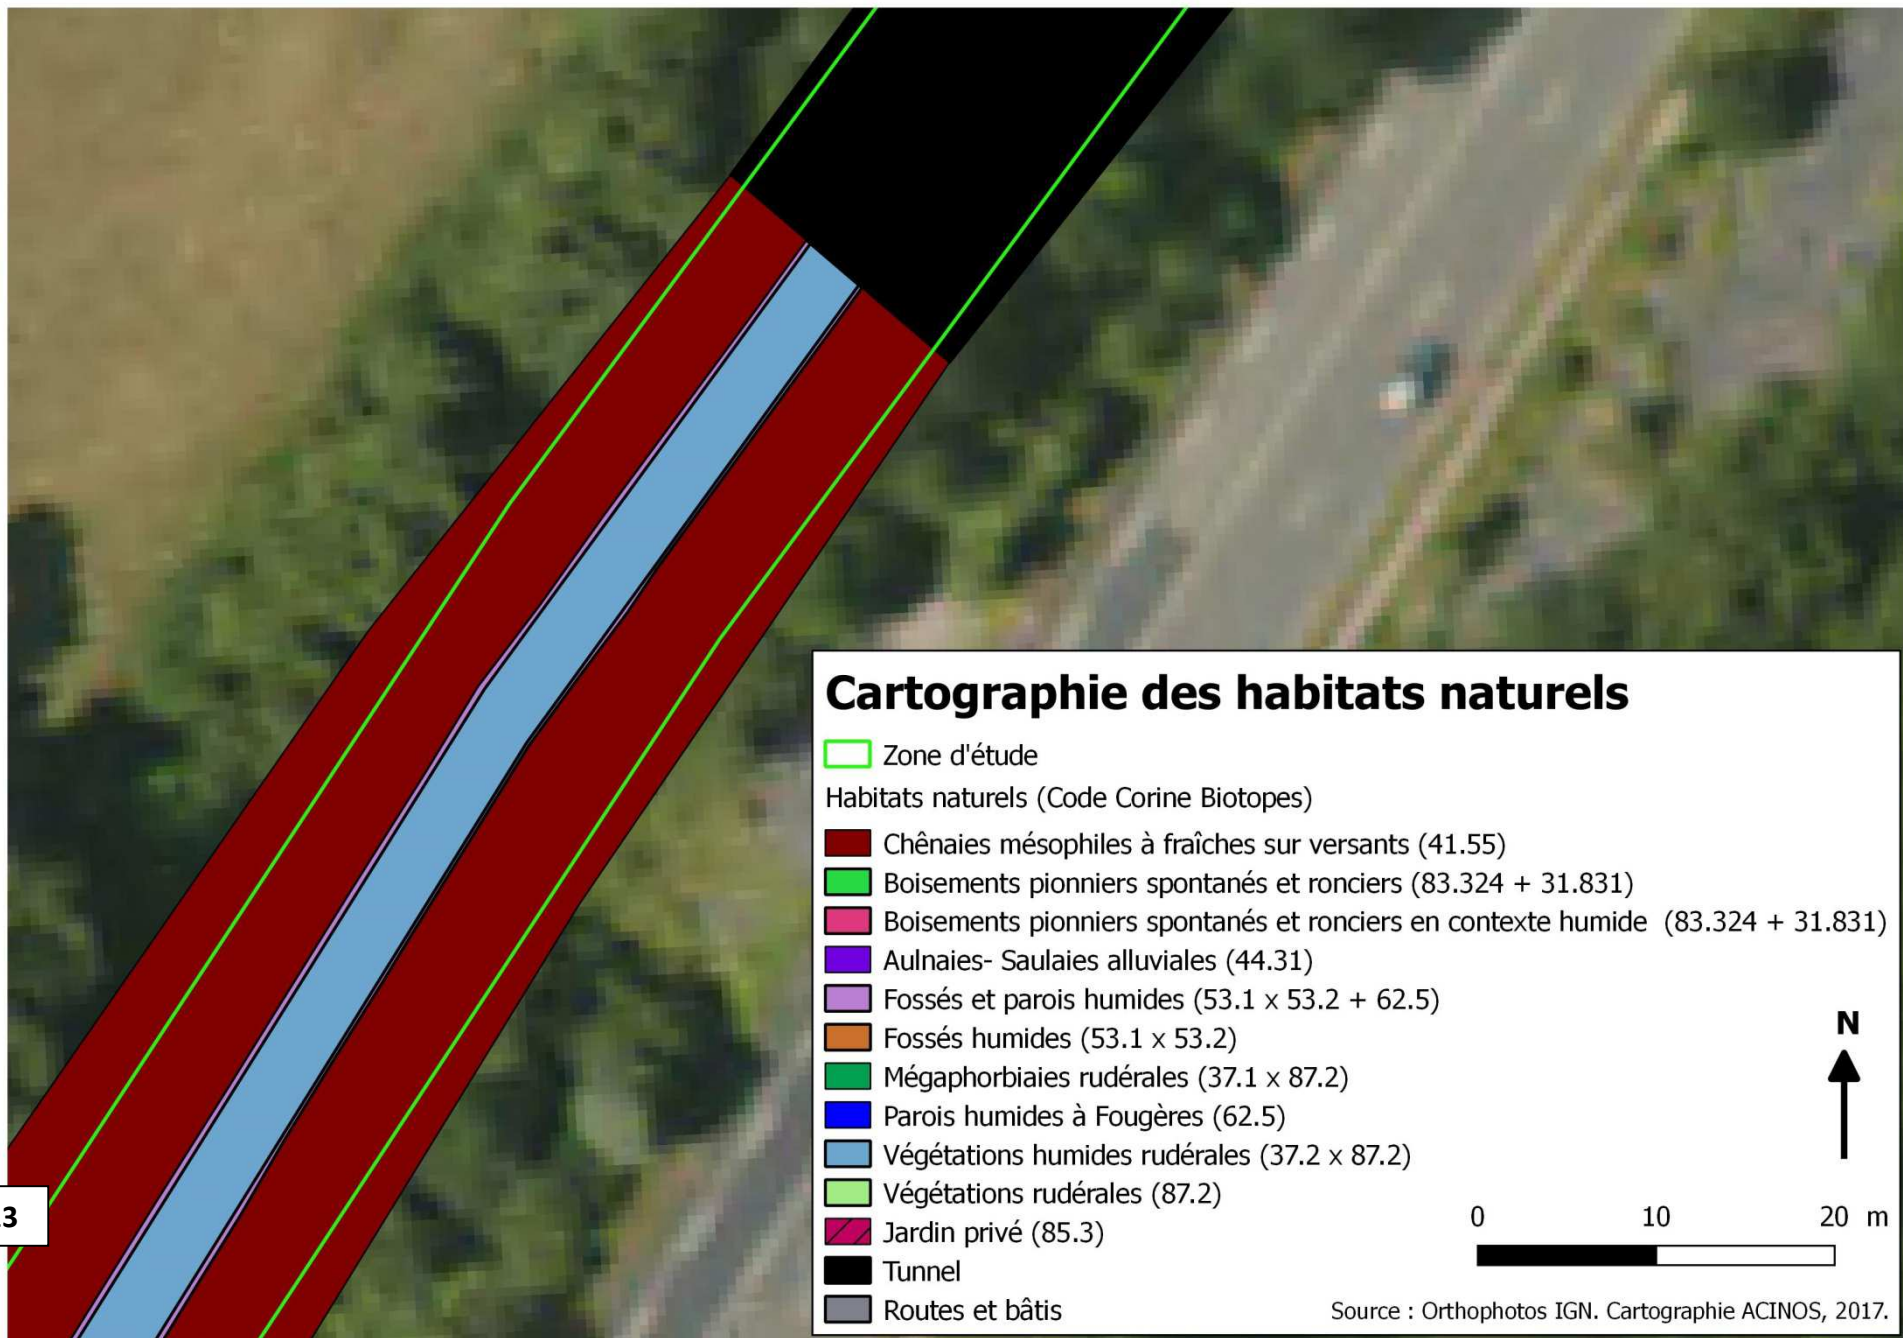 Cartographie des habitats naturels
Zone d'étude
Habitats naturels (Code Corine Biotopes)
Chênaies mésophiles à fraîches sur versants (41.55)
Boisements pionniers spontanés et ronciers (83.324 + 31.831)
Boisements pionniers spontanés et ronciers en contexte humide (83.324 + 31.831)
Aulnaies- Saulaies alluviales (44.31)
Fossés et parois humides (53.1 x 53.2 + 62.5)
Fossés humides (53.1 x 53.2)
Mégaphorbiaies rudérales (37.1 x 87.2)
Parois humides à Fougères (62.5)
Végétations humides rudérales (37.2 x 87.2)
Végétations rudérales (87.2)
Jardin privé (85.3)
Tunnel
Routes et bâtis
N
0 10 20 m
Source : Orthophotos IGN. Cartographie ACINOS, 2017.